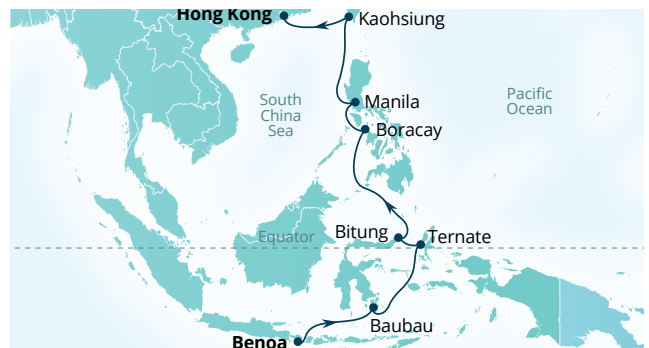 Hong Kong
Kaohsiung
South
China
Sea
Pacific
Ocean
Manila
Boracay
Bitung
Ternate
Equator
Baubau
Benoa